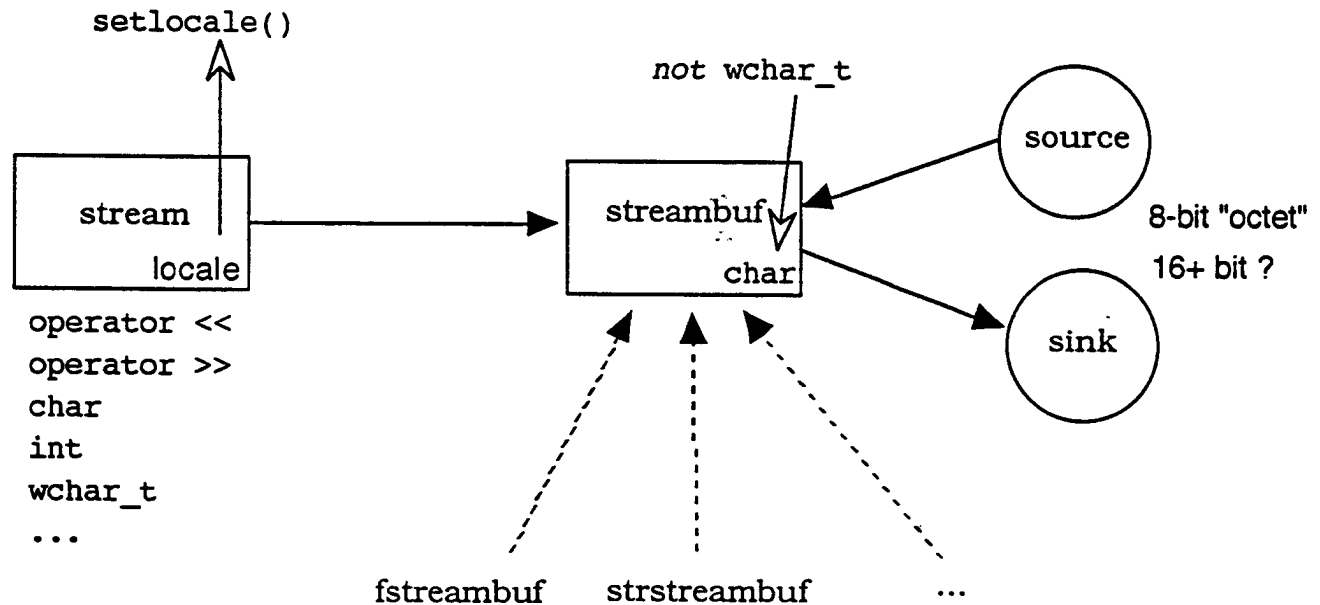 setlocale()
not wchar_t
source
stream
locale
streambuf
char
8-bit "octet"
16+ bit ?
sink
operator <<
operator >>
char
int
wchar_t
...
fstreambuf
strstreambuf
...